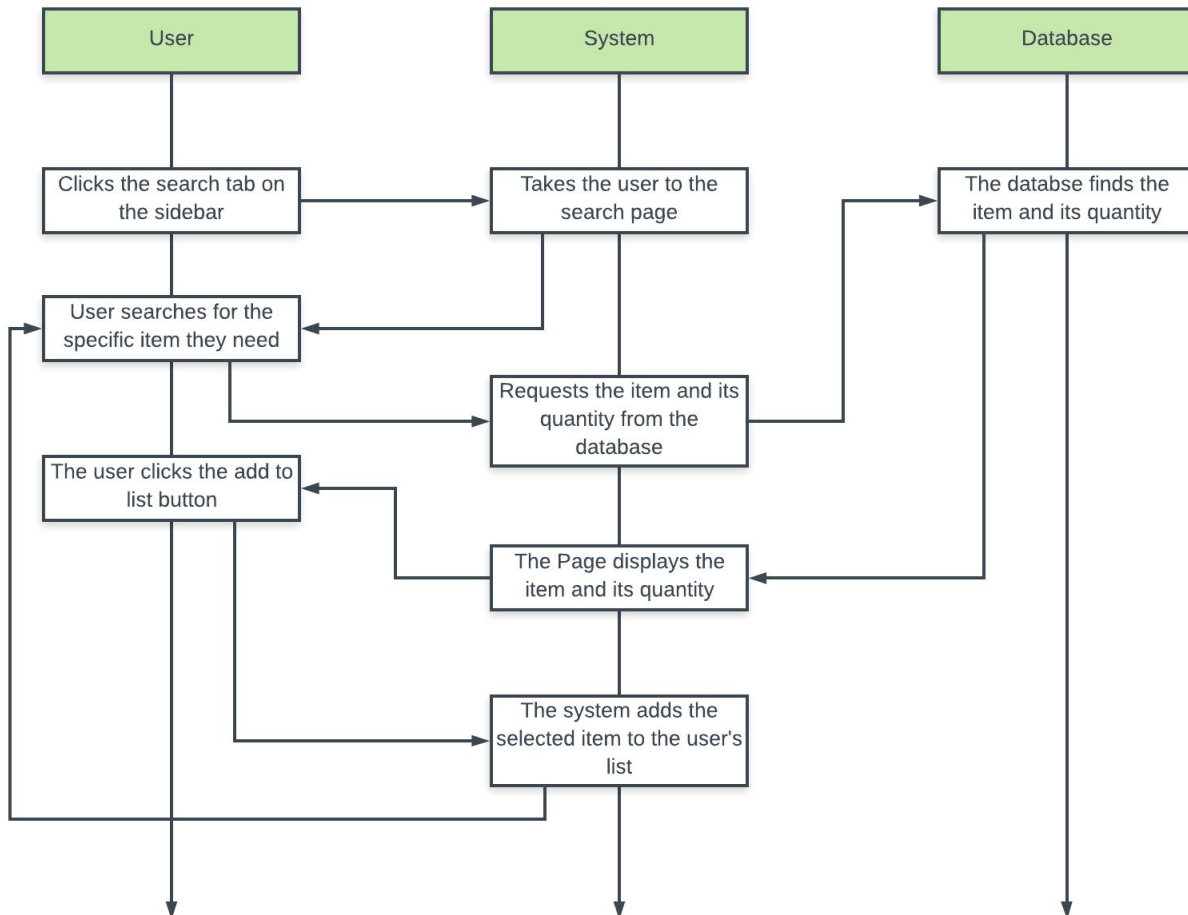 User
System
Database
Clicks the search tab on
the sidebar
Takes the user to the
search page
The databse finds the
item and its quantity
User searches for the
specific item they need
Requests the item and its
quantity from the
database
The user clicks the add to
list button
The Page displays the
item and its quantity
The system adds the
selected item to the user's
list